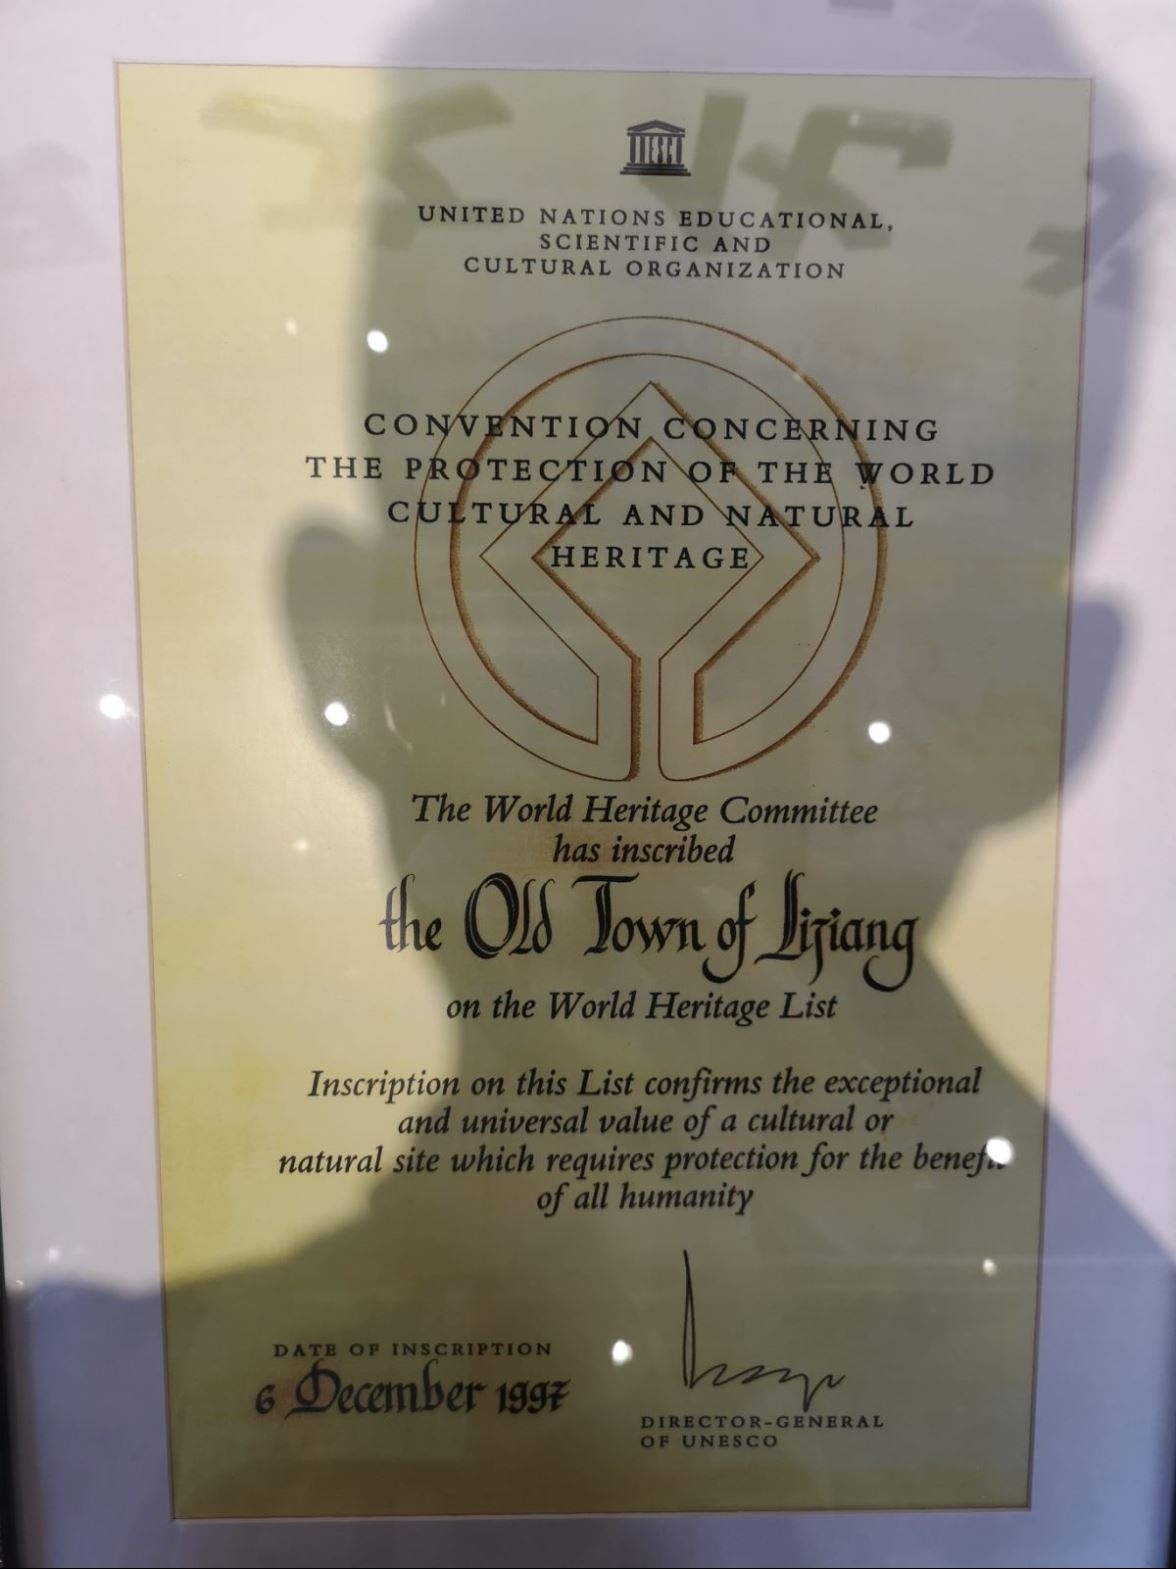 UNESCO
UNITED NATIONS EDUCATIONAL,
SCIENTIFIC AND
CULTURAL ORGANIZATION
CONVENTION CONCERNING
THE PROTECTION OF THE WORLD
CULTURAL AND NATURAL
HERITAGE
The World Heritage Committee
has inscribed
the Old Town of Lijiang
on the World Heritage List
Inscription on this List confirms the exceptional
and universal value of a cultural or
natural site which requires protection for the benefit
of all humanity
DATE OF INSCRIPTION
6 December 1997
DIRECTOR-GENERAL
OF UNESCO